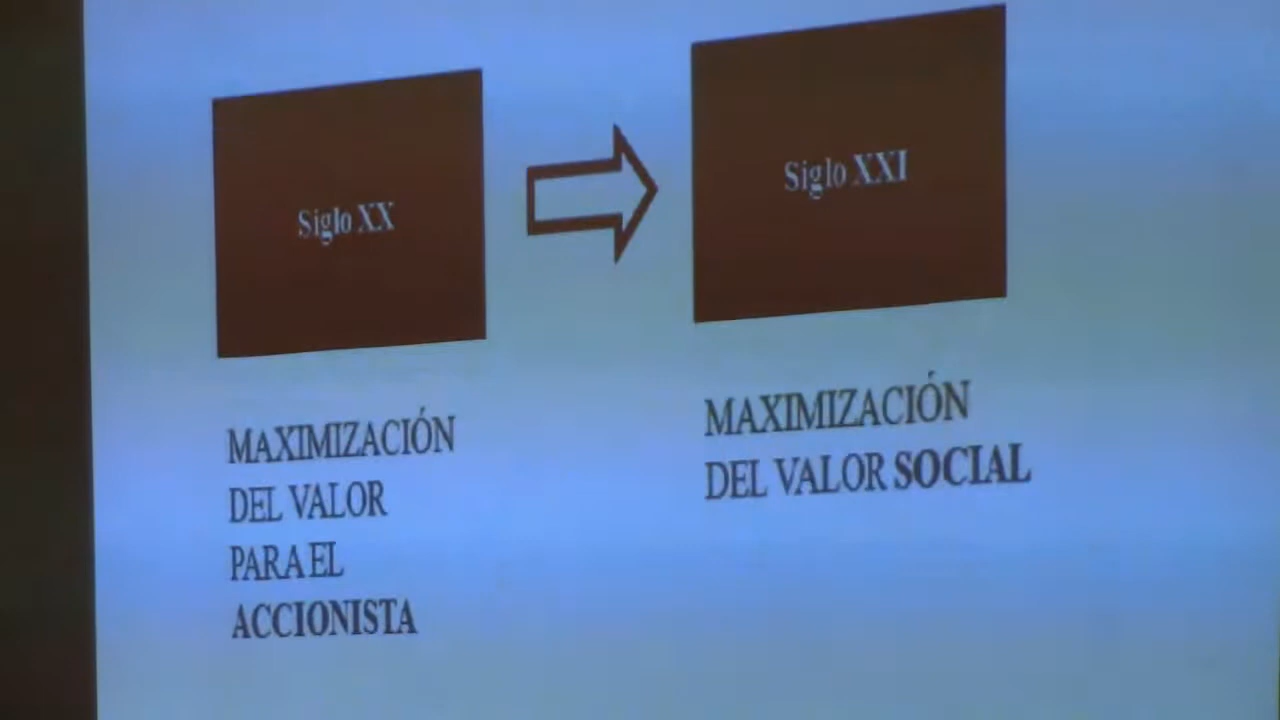 Siglo XX
Siglo XXI
MAXIMIZACIÓN
DEL VALOR
PARA EL
ACCIONISTA
MAXIMIZACIÓN
DEL VALOR SOCIAL